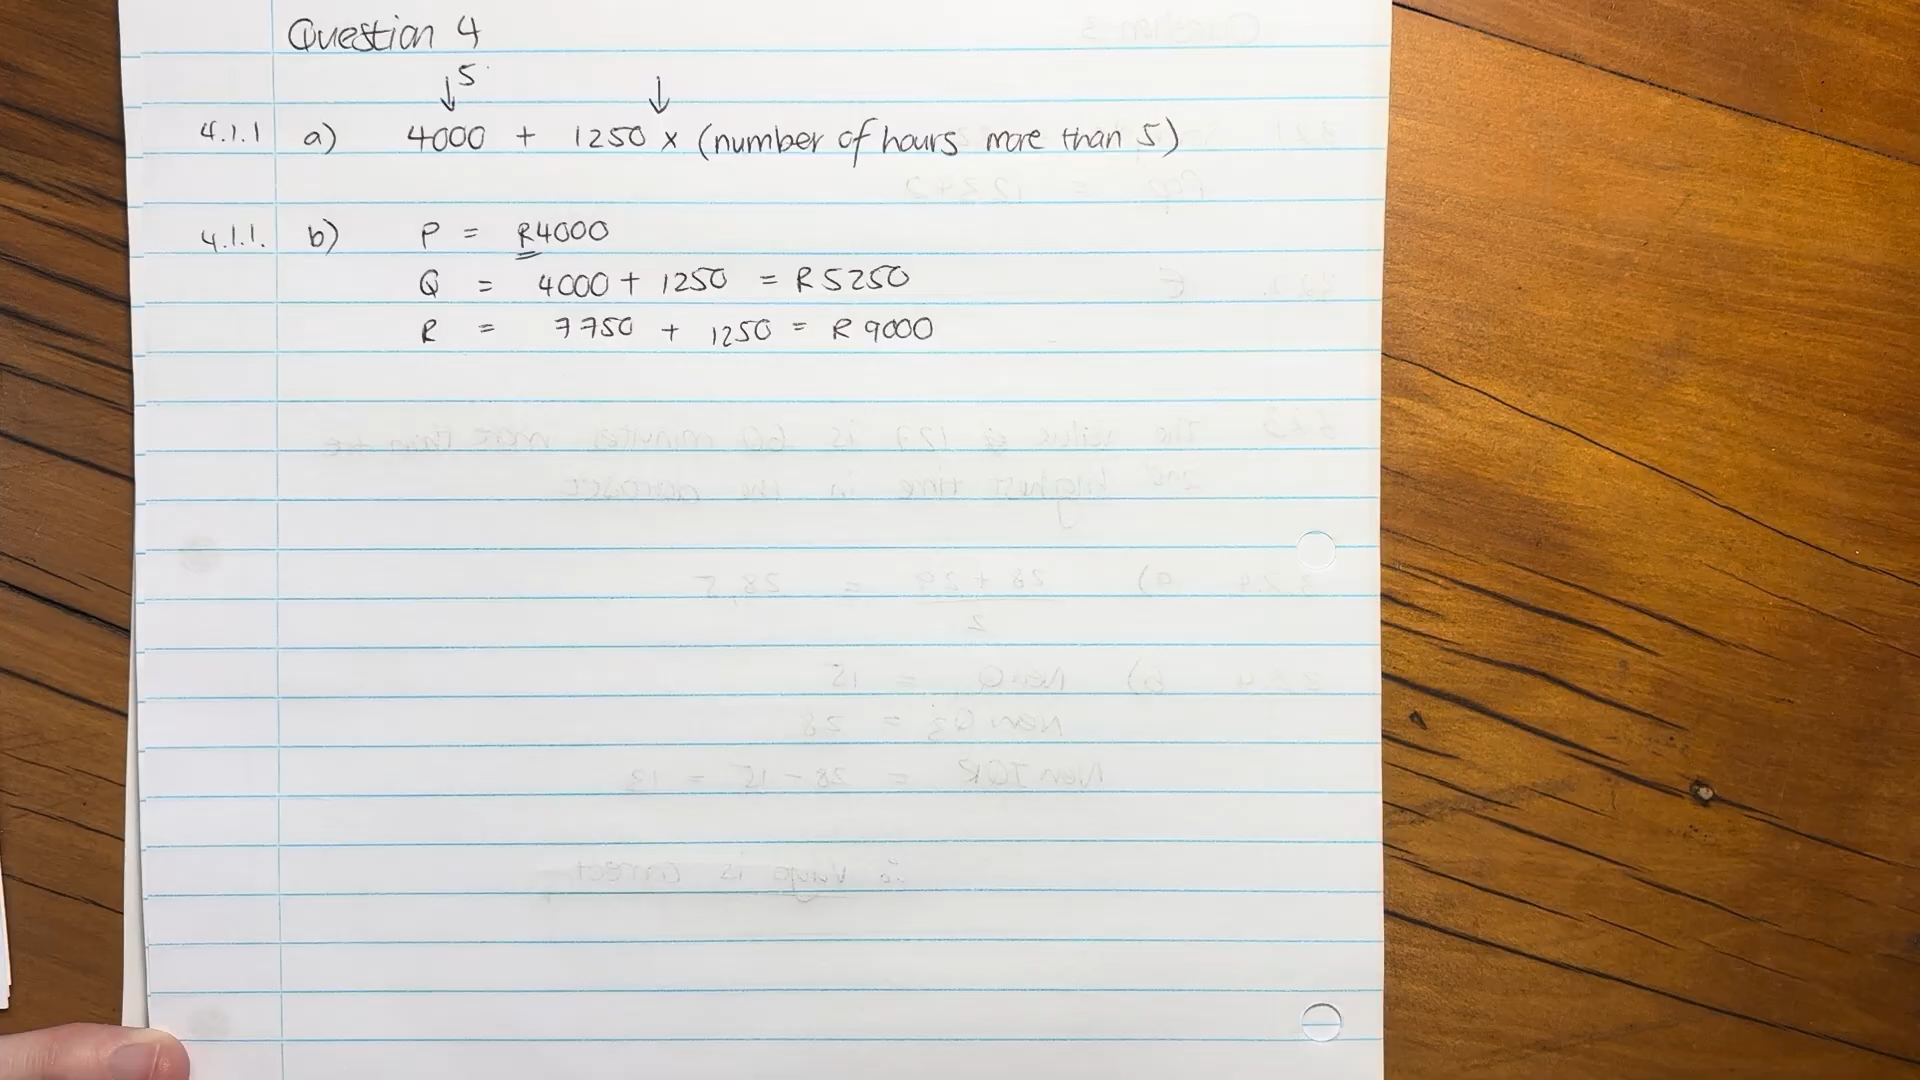 Question 4
5
4.1.1 a) 4000 + 1250 x (number of hours more than 5)
4.1.1. b) P = R4000
Q = 4000 + 1250 = R5250
R = 7750 + 1250 = R9000